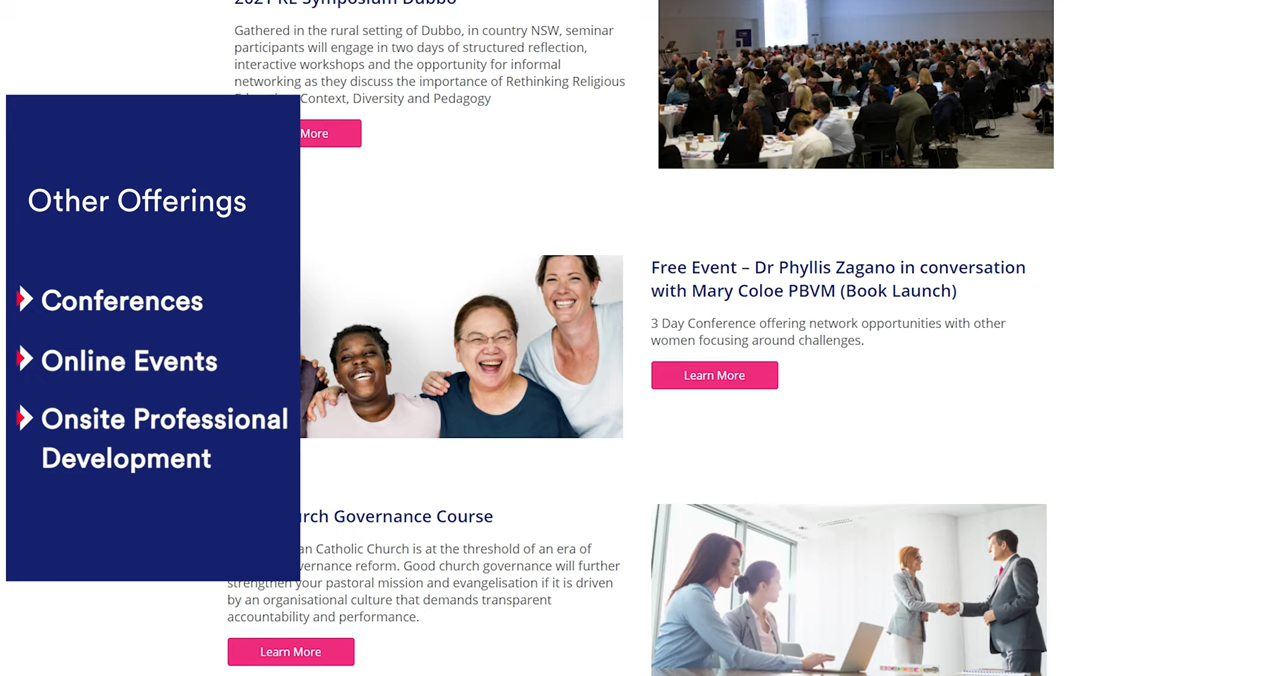 2021 RE Symposium Dubbo
Gathered in the rural setting of Dubbo, in country NSW, seminar
participants will engage in two days of structured reflection,
interactive workshops and the opportunity for informal
networking as they discuss the importance of Rethinking Religious
Context, Diversity and Pedagogy
More
Other Offerings
Conferences
Online Events
Onsite Professional
Development
Free Event – Dr Phyllis Zagano in conversation
with Mary Coloe PBVM (Book Launch)
3 Day Conference offering network opportunities with other
women focusing around challenges.
Learn More
Governance Course
Catholic Church is at the threshold of an era of
reform. Good church governance will further
strengthen your pastoral mission and evangelisation if it is driven
by an organisational culture that demands transparent
accountability and performance.
Learn More